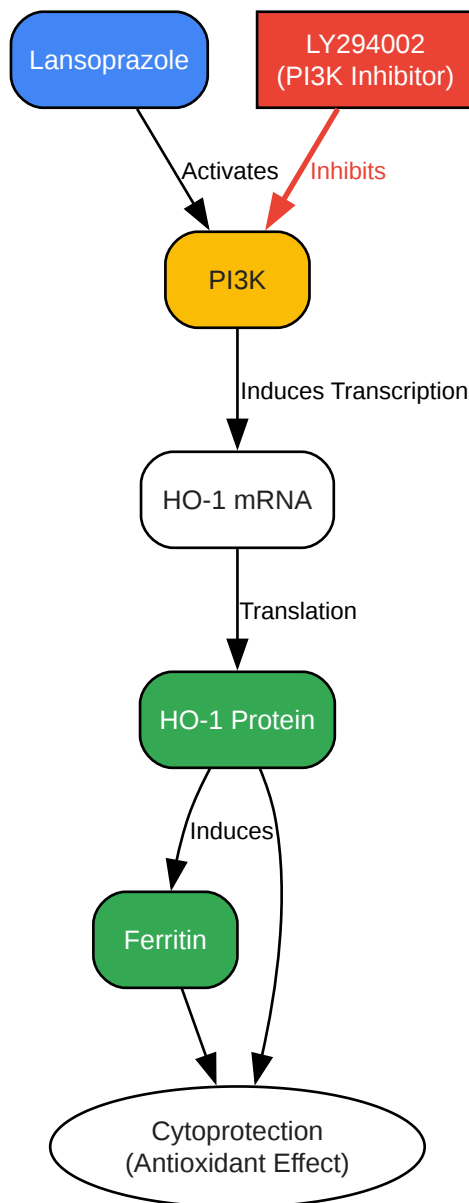 Lansoprazole
LY294002
(PI3K Inhibitor)
Activates
Inhibits
PI3K
Induces Transcription
HO-1 mRNA
Translation
HO-1 Protein
Induces
Ferritin
Cytoprotection
(Antioxidant Effect)